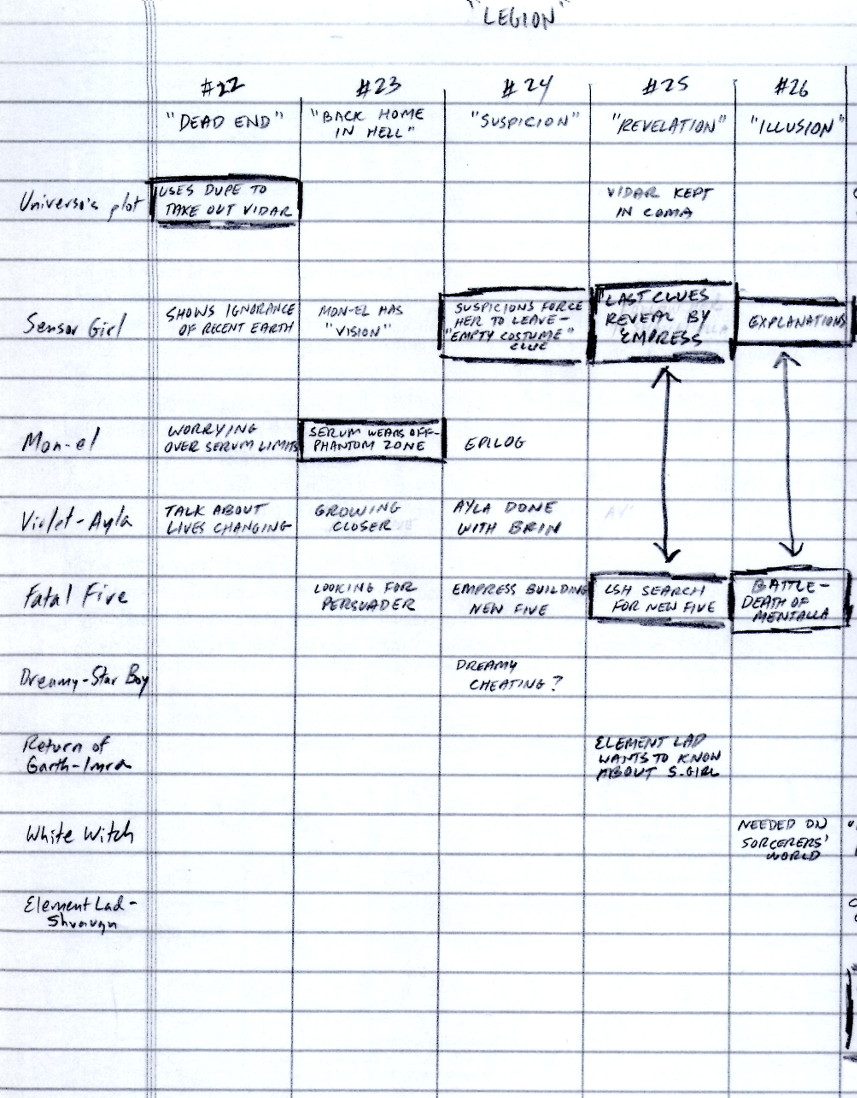 "LEGION"
#22 #23 #24 #25 #26
"DEAD END" "BACK HOME IN HELL" "SUSPICION" "REVELATION" "ILLUSION"
Universo's plot
USES DUPE TO
TAKE OUT VIDAR
VIDAR KEPT
IN COMA
Sensor Girl
SHOWS IGNORANCE
OF RECENT EARTH
MON-EL HAS
"VISION"
SUSPICIONS FORCE
HER TO LEAVE-
"EMPTY COSTUME"
CLUE
LAST CLUES
REVEAL BY
EMPRESS
EXPLANATIONS
Mon-el
WORRYING
OVER SERUM LIMITS
SERUM WEARS OFF-
PHANTOM ZONE
EPILOG
Violet-Ayla
TALK ABOUT
LIVES CHANGING
GROWING
CLOSER
AYLA DONE
WITH BRIN
Fatal Five
LOOKING FOR
PERSUADER
EMPRESS BUILDING
NEW FIVE
LSH SEARCH
FOR NEW FIVE
BATTLE-
DEATH OF
MENTALLA
Dreamy-Star Boy
DREAMY
CHEATING?
Return of
Garth-Imra
ELEMENT LAD
WANTS TO KNOW
ABOUT S.GIRL
White Witch
NEEDED ON
SORCERERS'
WORLD
Element Lad-
Shvaugn